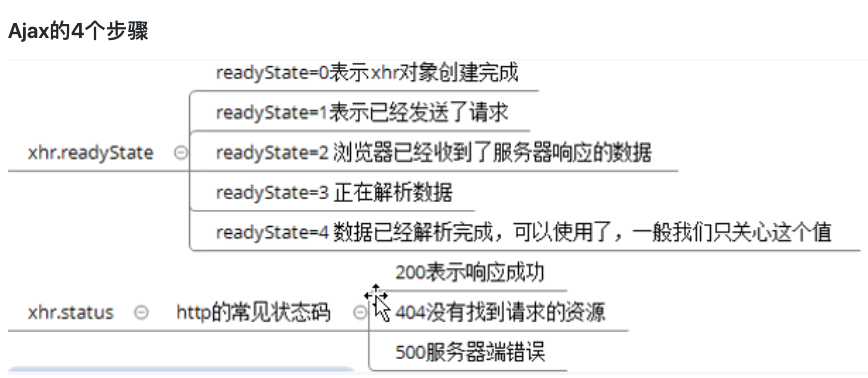 Ajax的4个步骤
readyState=0表示xhr对象创建完成
readyState=1表示已经发送了请求
xhr.readyState
readyState=2 浏览器已经收到了服务器响应的数据
readyState=3 正在解析数据
readyState=4 数据已经解析完成，可以使用了，一般我们只关心这个值
200表示响应成功
xhr.status
http的常见状态码
404没有找到请求的资源
500服务器端错误